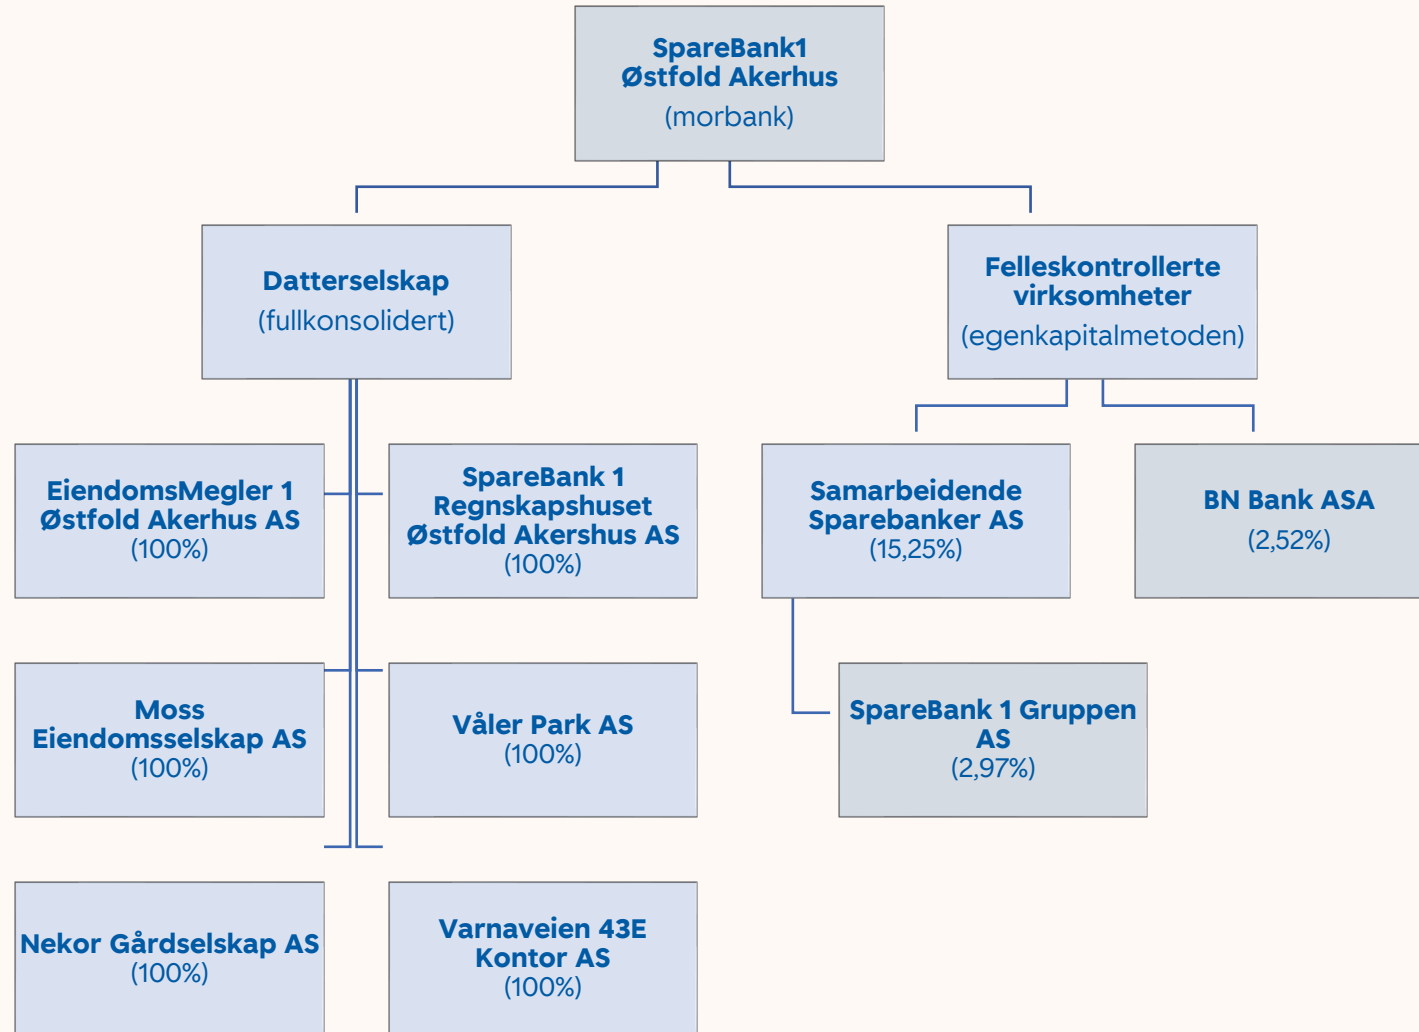 SpareBank1
Østfold Akerhus
(morbank)
Datterselskap
(fullkonsolidert)
Felleskontrollerte
virksomheter
(egenkapitalmetoden)
EiendomsMegler 1
Østfold Akerhus AS
(100%)
SpareBank 1
Regnskapshuset
Østfold Akershus AS
(100%)
Samarbeidende
Sparebanker AS
(15,25%)
BN Bank ASA
(2,52%)
Moss
Eiendomsselskap AS
(100%)
Våler Park AS
(100%)
SpareBank 1 Gruppen
AS
(2,97%)
Nekor Gårdselskap AS
(100%)
Varnaveien 43E
Kontor AS
(100%)